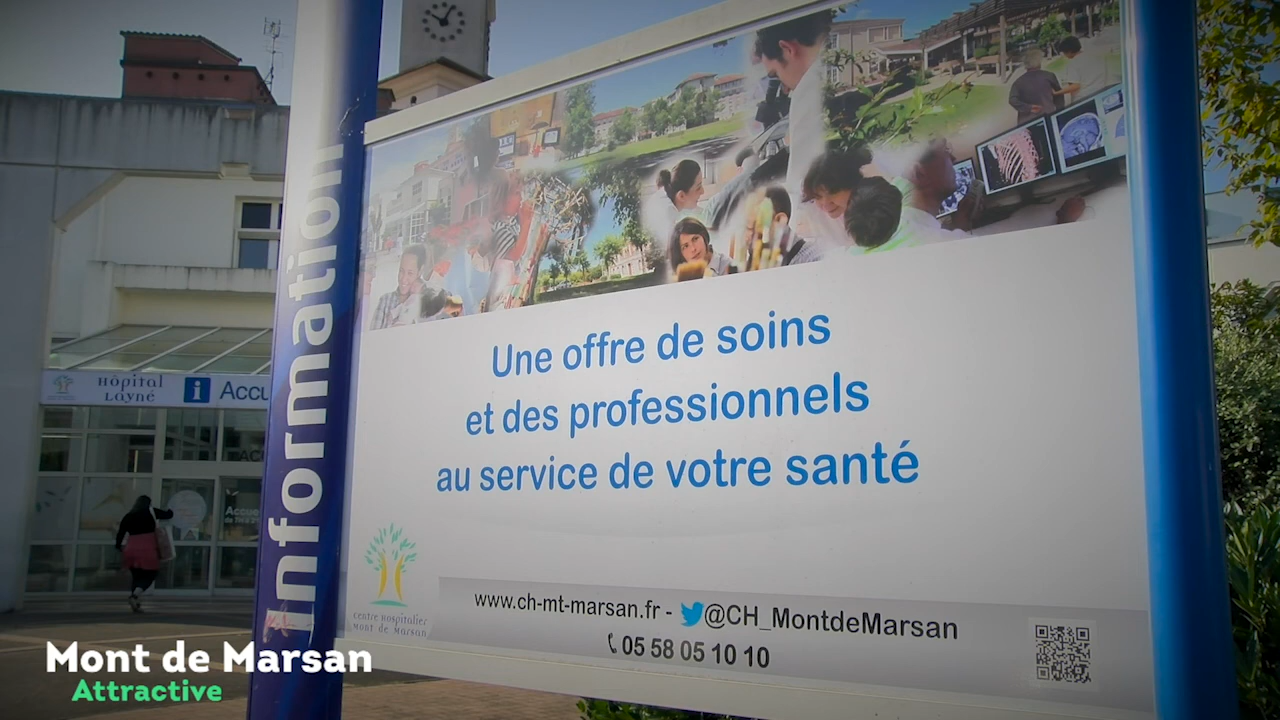 Information
Hôpital
Layné
i Accu
Accue
Une offre de soins
et des professionnels
au service de votre santé
Centre Hospitalier
Mont de Marsan
www.ch-mt-marsan.fr - @CH_MontdeMarsan
05 58 05 10 10
Mont de Marsan
Attractive